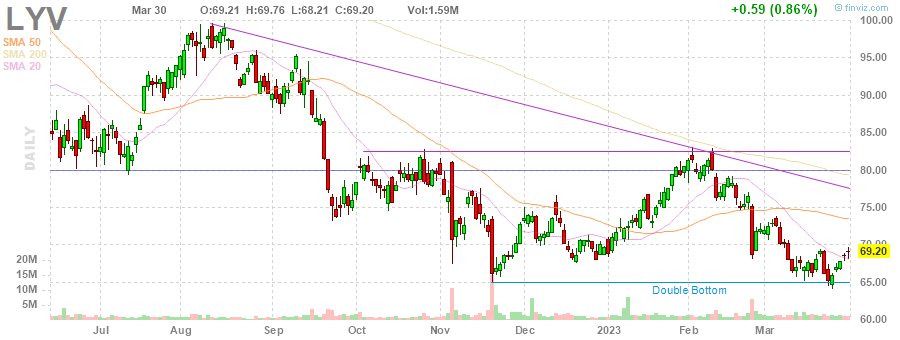 LYV
Mar 30 O:69.21 H:69.76 L:68.21 C:69.20 Vol:1.59M +0.59 (0.86%) © finviz.com
SMA 50
SMA 200
SMA 20
DAILY
100.00
95.00
90.00
85.00
80.00
75.00
70.00
69.20
65.00
60.00
20M
15M
10M
5M
Double Bottom
Jul Aug Sep Oct Nov Dec 2023 Feb Mar